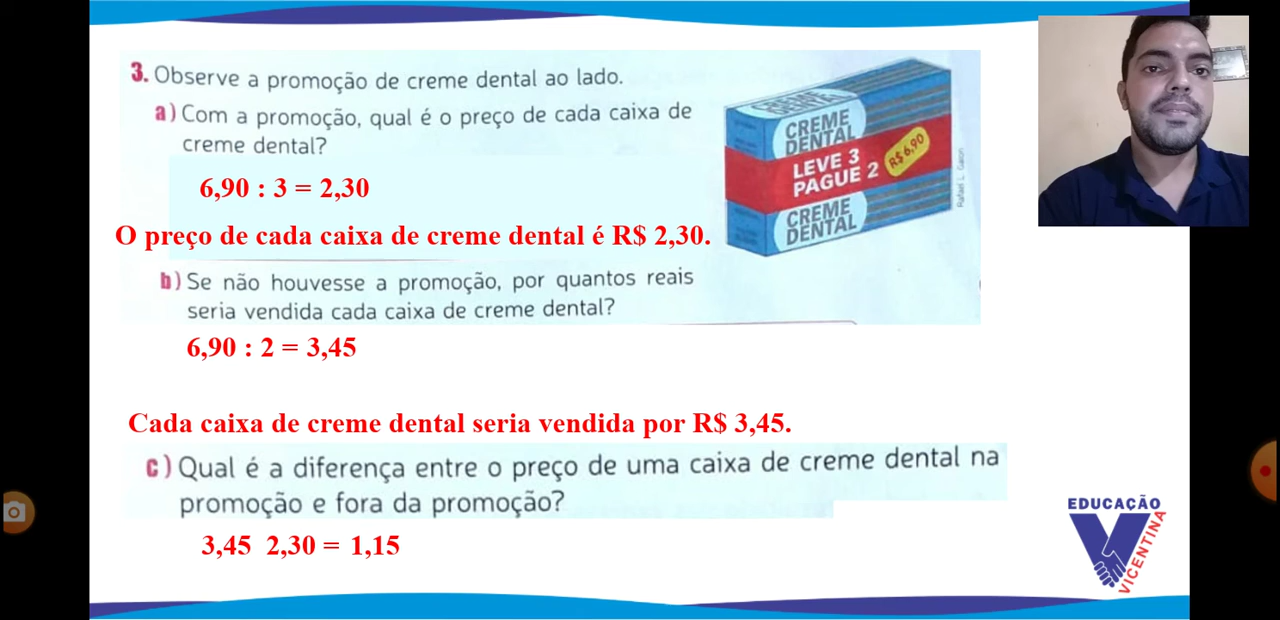 3. Observe a promoção de creme dental ao lado.
a) Com a promoção, qual é o preço de cada caixa de
creme dental?
6,90 : 3 = 2,30
O preço de cada caixa de creme dental é R$ 2,30.
b) Se não houvesse a promoção, por quantos reais
seria vendida cada caixa de creme dental?
6,90 : 2 = 3,45
Cada caixa de creme dental seria vendida por R$ 3,45.
c) Qual é a diferença entre o preço de uma caixa de creme dental na
promoção e fora da promoção?
3,45 2,30 = 1,15
CREME
DENTAL
LEVE 3
PAGUE 2
R$ 6,90
CREME
DENTAL
Rafael L. Gaion
EDUCAÇÃO
VICENTINA